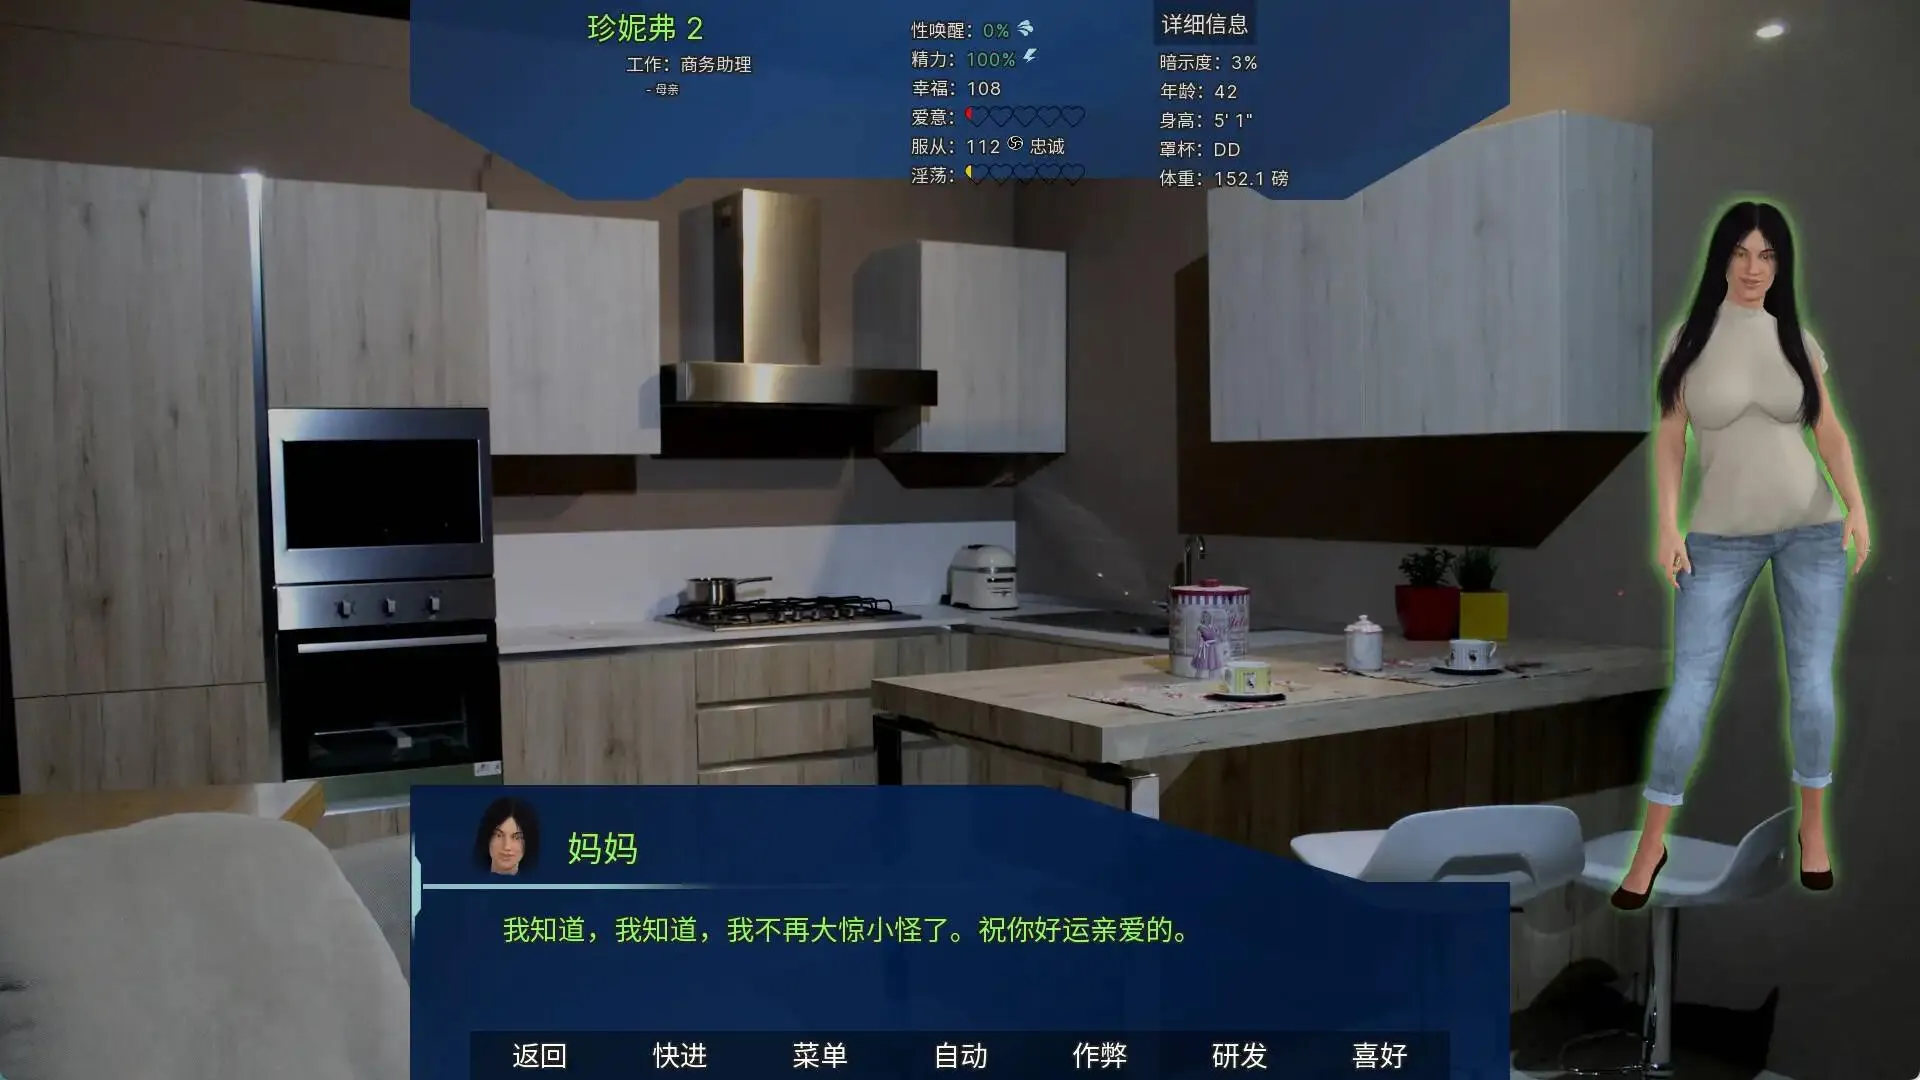 珍妮弗 2
工作：商务助理
- 母亲
性唤醒：0%
精力：100%
幸福：108
爱意：
服从：112 忠诚
淫荡：
详细信息
暗示度：3%
年龄：42
身高：5' 1"
罩杯：DD
体重：152.1 磅
妈妈
我知道，我知道，我不再大惊小怪了。祝你好运亲爱的。
返回 快进 菜单 自动 作弊 研发 喜好